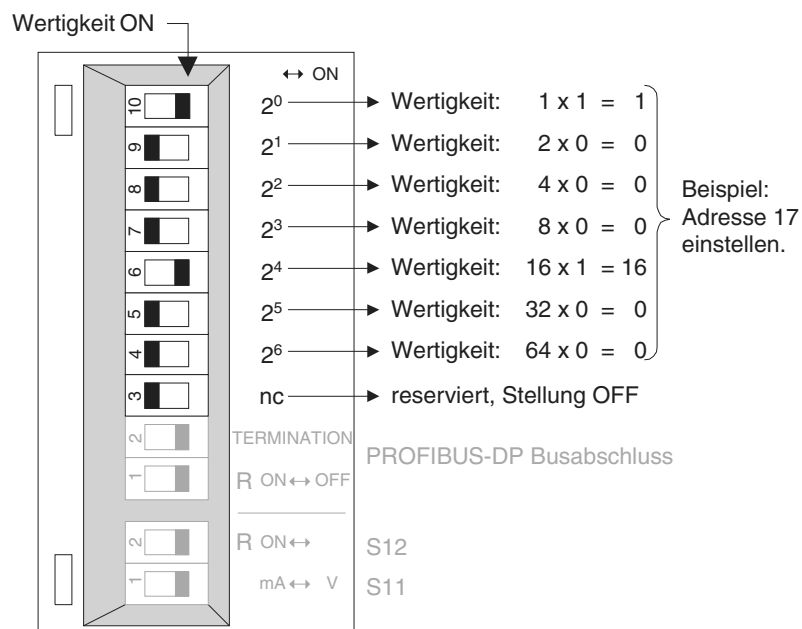 Wertigkeit ON
↔ ON
10 2⁰ Wertigkeit: 1 x 1 = 1
9 2¹ Wertigkeit: 2 x 0 = 0
8 2² Wertigkeit: 4 x 0 = 0
7 2³ Wertigkeit: 8 x 0 = 0
6 2⁴ Wertigkeit: 16 x 1 = 16
5 2⁵ Wertigkeit: 32 x 0 = 0
4 2⁶ Wertigkeit: 64 x 0 = 0
Beispiel:
Adresse 17
einstellen.
3 nc reserviert, Stellung OFF
2 TERMINATION
PROFIBUS-DP Busabschluss
1 R ON ↔ OFF
2 R ON ↔ S12
1 mA ↔ V S11